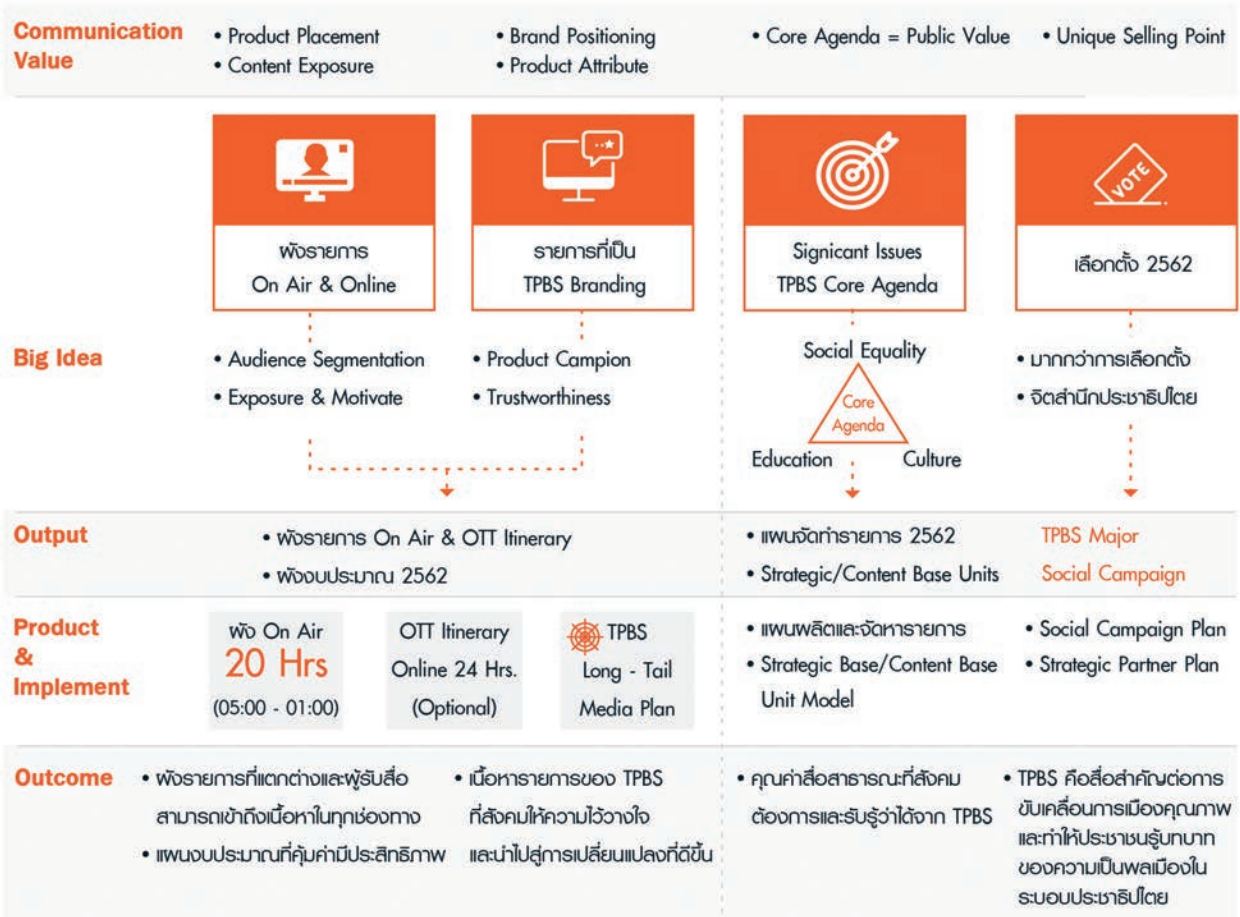 Communication
Value
• Product Placement
• Content Exposure
• Brand Positioning
• Product Attribute
• Core Agenda = Public Value
• Unique Selling Point
ผังรายการ
On Air & Online
รายการที่เป็น
TPBS Branding
Signicant Issues
TPBS Core Agenda
VOTE
เลือกตั้ง 2562
Big Idea
• Audience Segmentation
• Exposure & Motivate
• Product Campion
• Trustworthiness
Social Equality
Core
Agenda
Education
Culture
• มากกว่าการเลือกตั้ง
• จิตสำนึกประชาธิปไตย
Output
• ผังรายการ On Air & OTT Itinerary
• ผังงบประมาณ 2562
• แผนจัดทำรายการ 2562
• Strategic/Content Base Units
TPBS Major
Social Campaign
Product
&
Implement
ผัง On Air
20 Hrs
(05:00 - 01:00)
OTT Itinerary
Online 24 Hrs.
(Optional)
TPBS
Long - Tail
Media Plan
• แผนผลิตและจัดหารายการ
• Strategic Base/Content Base
Unit Model
• Social Campaign Plan
• Strategic Partner Plan
Outcome
• ผังรายการที่แตกต่างและผู้รับสื่อ
สามารถเข้าถึงเนื้อหาในทุกช่องทาง
• แผนงบประมาณที่คุ้มค่ามีประสิทธิภาพ
• เนื้อหารายการของ TPBS
ที่สังคมให้ความไว้วางใจ
และนำไปสู่การเปลี่ยนแปลงที่ดีขึ้น
• คุณค่าสื่อสาธารณะที่สังคม
ต้องการและรับรู้ว่าได้จาก TPBS
• TPBS คือสื่อสำคัญต่อการ
ขับเคลื่อนการเมืองคุณภาพ
และทำให้ประชาชนรู้บทบาท
ของความเป็นพลเมืองใน
ระบอบประชาธิปไตย